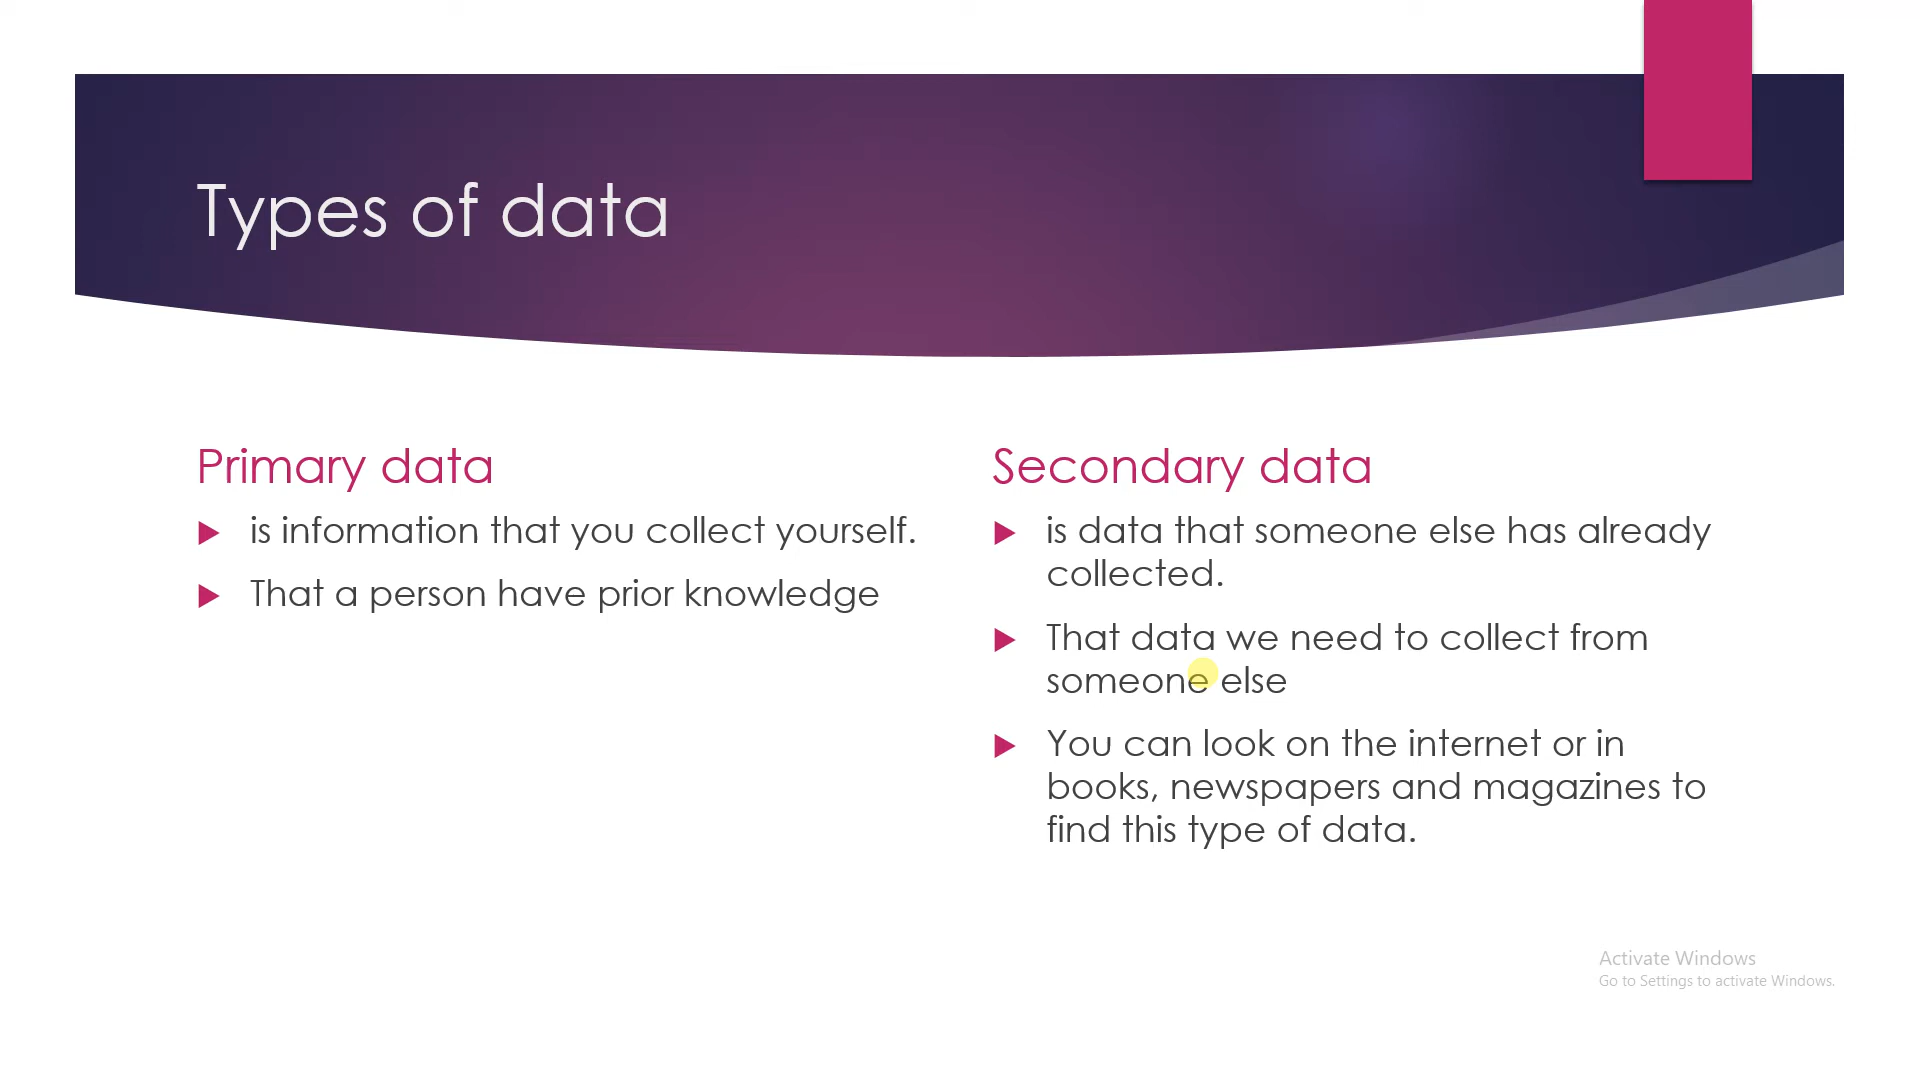 Types of data
Primary data
is information that you collect yourself.
That a person have prior knowledge
Secondary data
is data that someone else has already
collected.
That data we need to collect from
someone else
You can look on the internet or in
books, newspapers and magazines to
find this type of data.
Activate Windows
Go to Settings to activate Windows.